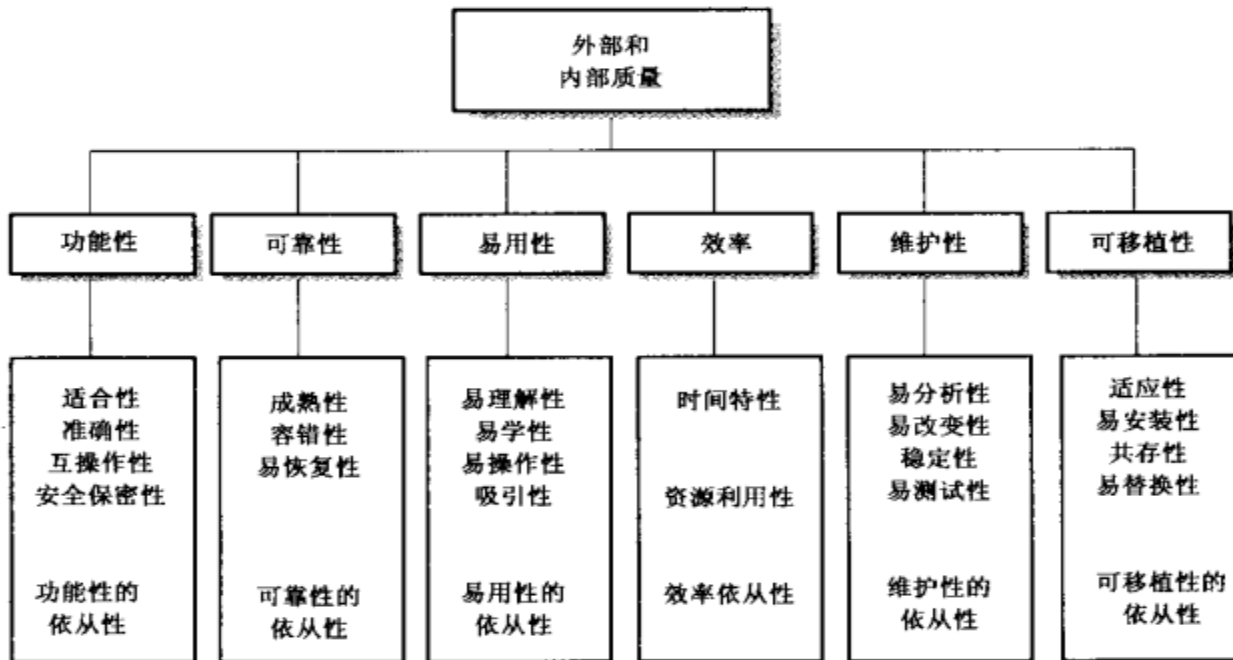 外部和
内部质量
功能性
可靠性
易用性
效率
维护性
可移植性
适合性
准确性
互操作性
安全保密性
功能性的
依从性
成熟性
容错性
易恢复性
可靠性的
依从性
易理解性
易学性
易操作性
吸引性
易用性的
依从性
时间特性
资源利用性
效率依从性
易分析性
易改变性
稳定性
易测试性
维护性的
依从性
适应性
易安装性
共存性
易替换性
可移植性的
依从性